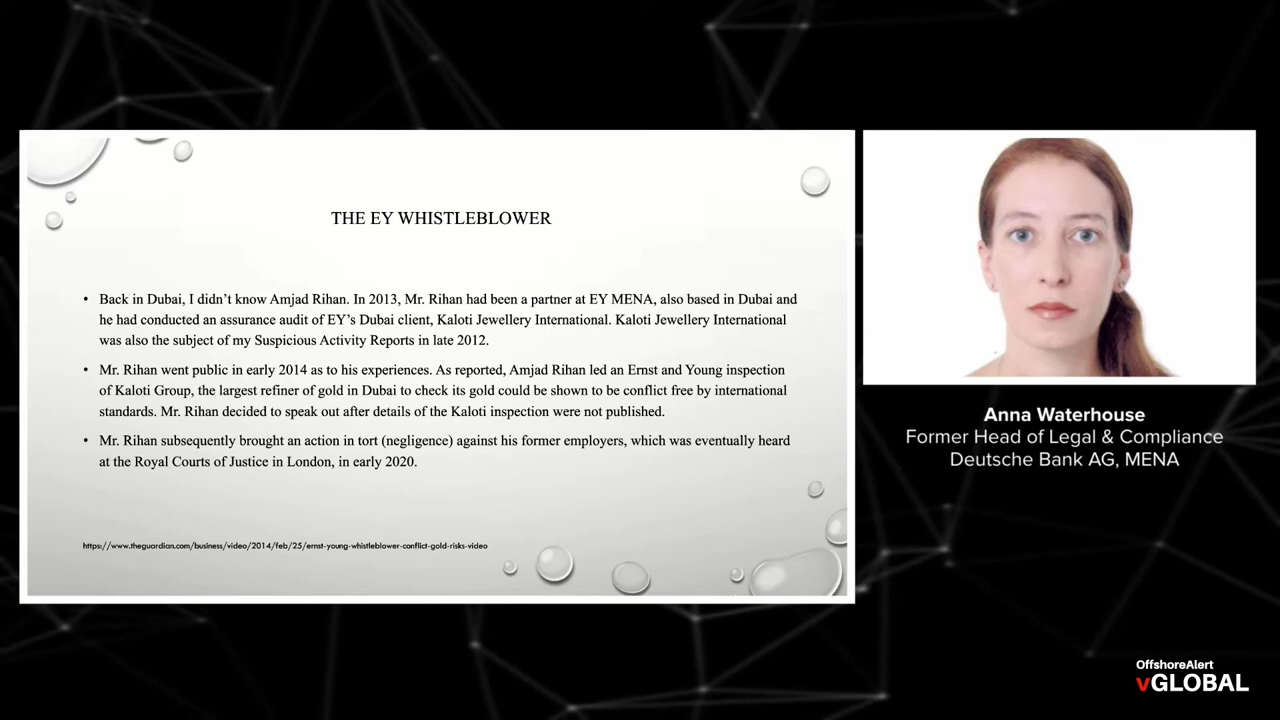 THE EY WHISTLEBLOWER
• Back in Dubai, I didn’t know Amjad Rihan. In 2013, Mr. Rihan had been a partner at EY MENA, also based in Dubai and
he had conducted an assurance audit of EY’s Dubai client, Kaloti Jewellery International. Kaloti Jewellery International
was also the subject of my Suspicious Activity Reports in late 2012.
• Mr. Rihan went public in early 2014 as to his experiences. As reported, Amjad Rihan led an Ernst and Young inspection
of Kaloti Group, the largest refiner of gold in Dubai to check its gold could be shown to be conflict free by international
standards. Mr. Rihan decided to speak out after details of the Kaloti inspection were not published.
• Mr. Rihan subsequently brought an action in tort (negligence) against his former employers, which was eventually heard
at the Royal Courts of Justice in London, in early 2020.
https://www.theguardian.com/business/video/2014/feb/25/ernst-young-whistleblower-conflict-gold-risks-video
Anna Waterhouse
Former Head of Legal & Compliance
Deutsche Bank AG, MENA
OffshoreAlert
vGLOBAL